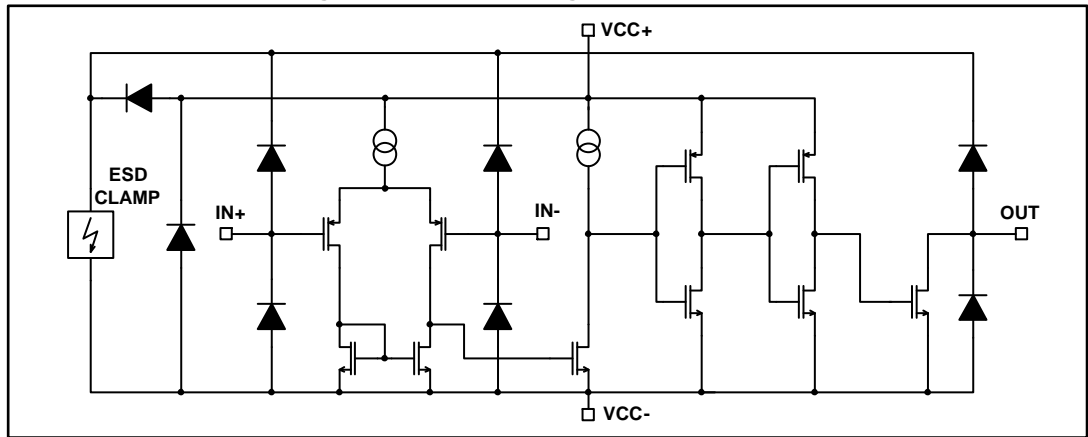 VCC+
ESD
CLAMP
IN+
IN-
OUT
VCC-